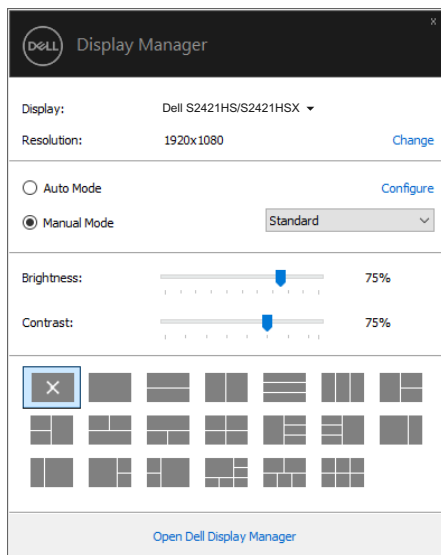 x
DELL Display Manager
Display: Dell S2421HS/S2421HSX
Resolution: 1920x1080 Change
Auto Mode Configure
Manual Mode Standard
Brightness: 75%
Contrast: 75%
Open Dell Display Manager